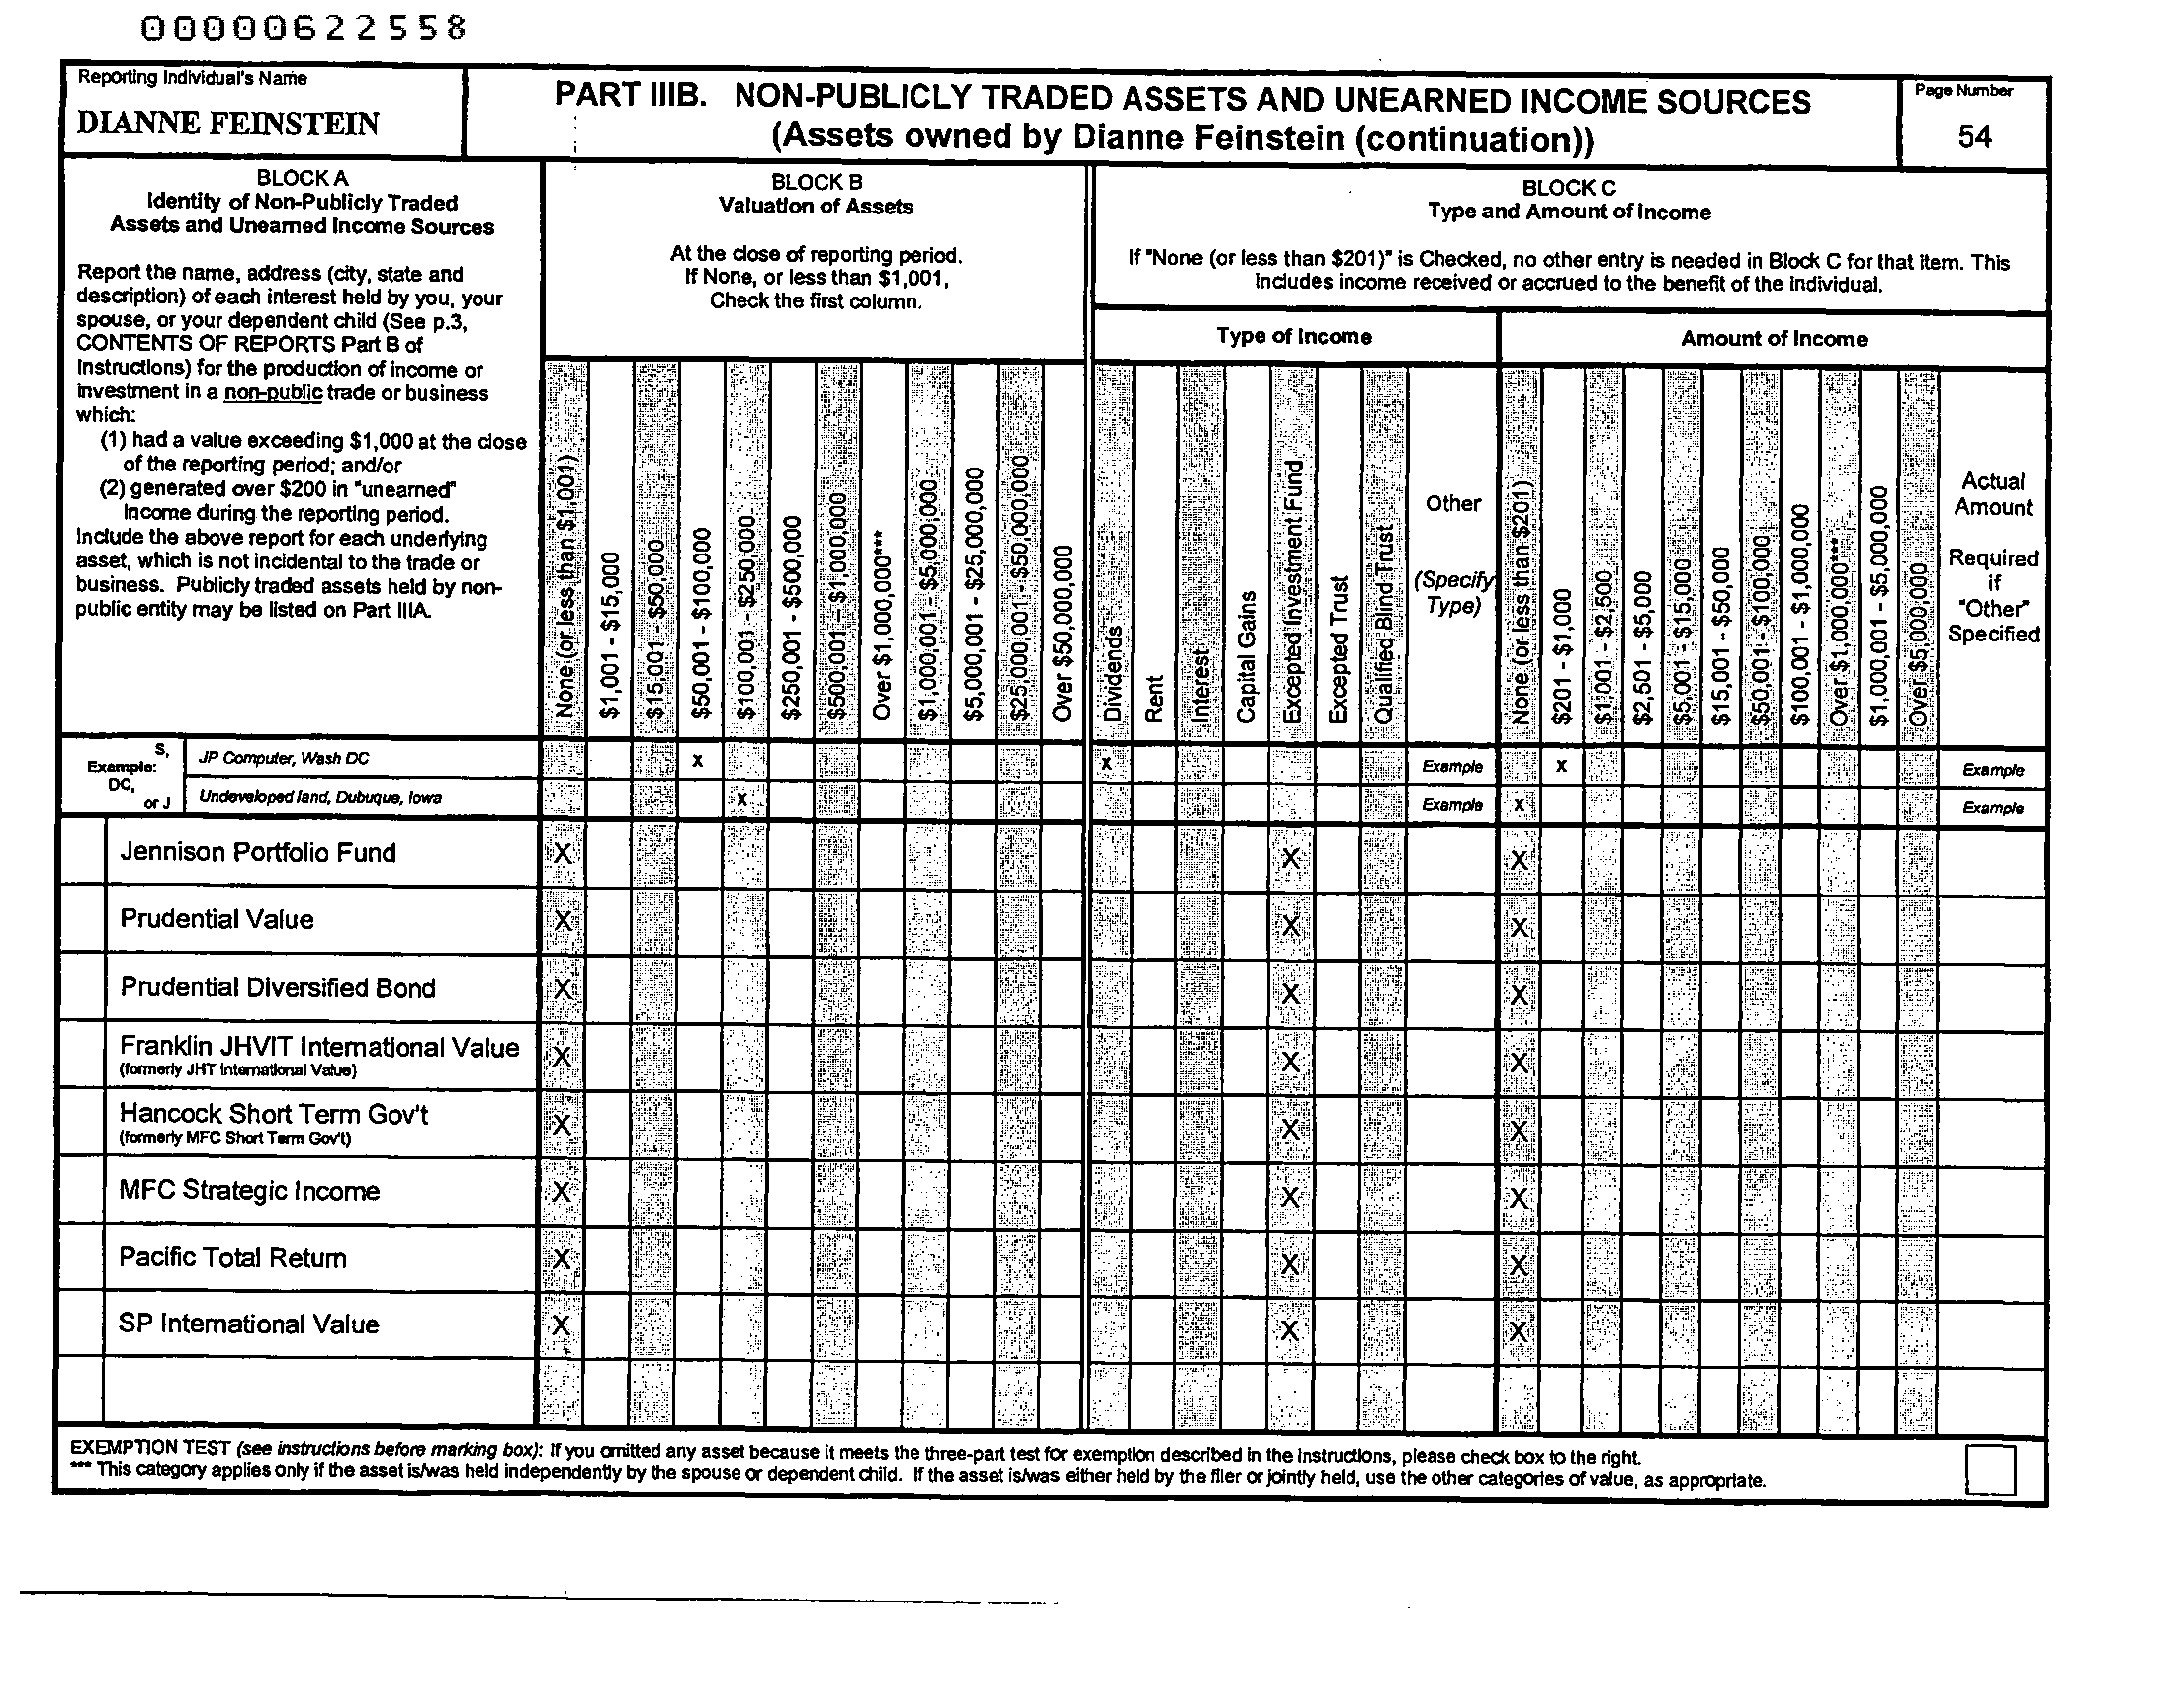 00000622558
Reporting Individual's Name
DIANNE FEINSTEIN
PART IIIB. NON-PUBLICLY TRADED ASSETS AND UNEARNED INCOME SOURCES
(Assets owned by Dianne Feinstein (continuation))
Page Number
54
BLOCK A
Identity of Non-Publicly Traded
Assets and Unearned Income Sources
Report the name, address (city, state and
description) of each interest held by you, your
spouse, or your dependent child (See p.3,
CONTENTS OF REPORTS Part B of
Instructions) for the production of income or
investment in a non-public trade or business
which:
(1) had a value exceeding $1,000 at the close
of the reporting period; and/or
(2) generated over $200 in "unearned"
income during the reporting period.
Include the above report for each underlying
asset, which is not incidental to the trade or
business. Publicly traded assets held by non-
public entity may be listed on Part IIIA.
BLOCK B
Valuation of Assets
At the close of reporting period.
If None, or less than $1,001,
Check the first column.
BLOCK C
Type and Amount of Income
If "None (or less than $201)" is Checked, no other entry is needed in Block C for that item. This
includes income received or accrued to the benefit of the individual.
Type of Income
Amount of Income
None (or less than $1,001)
$1,001 - $15,000
$15,001 - $50,000
$50,001 - $100,000
$100,001 - $250,000
$250,001 - $500,000
$500,001 - $1,000,000
Over $1,000,000***
$1,000,001 - $5,000,000
$5,000,001 - $25,000,000
$25,000,001 - $50,000,000
Over $50,000,000
Dividends
Rent
Interest
Capital Gains
Excepted Investment Fund
Excepted Trust
Qualified Blind Trust
Other
(Specify
Type)
None (or less than $201)
$201 - $1,000
$1,001 - $2,500
$2,501 - $5,000
$5,001 - $15,000
$15,001 - $50,000
$50,001 - $100,000
$100,001 - $1,000,000
Over $1,000,000***
$1,000,001 - $5,000,000
Over $5,000,000
Actual
Amount
Required
if
"Other"
Specified
S,
Example:
DC,
or J
JP Computer, Wash DC x x Example x Example
Undeveloped land, Dubuque, Iowa x Example x Example
Jennison Portfolio Fund X X X
Prudential Value X X X
Prudential Diversified Bond X X X
Franklin JHVIT International Value X X X
(formerly JHT International Value)
Hancock Short Term Gov't X X X
(formerly MFC Short Term Gov't)
MFC Strategic Income X X X
Pacific Total Return X X X
SP International Value X X X
EXEMPTION TEST (see instructions before marking box): If you omitted any asset because it meets the three-part test for exemption described in the instructions, please check box to the right.
*** This category applies only if the asset is/was held independently by the spouse or dependent child. If the asset is/was either held by the filer or jointly held, use the other categories of value, as appropriate.